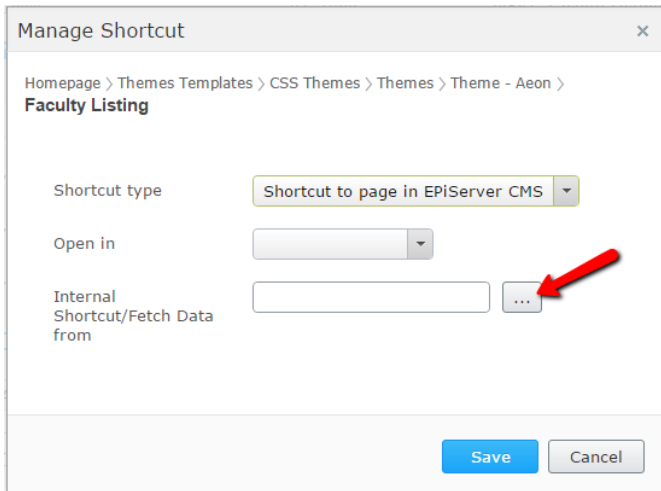 Manage Shortcut ×
Homepage > Themes Templates > CSS Themes > Themes > Theme - Aeon >
Faculty Listing
Shortcut type Shortcut to page in EPiServer CMS
Open in
Internal
Shortcut/Fetch Data
from
...
Save Cancel